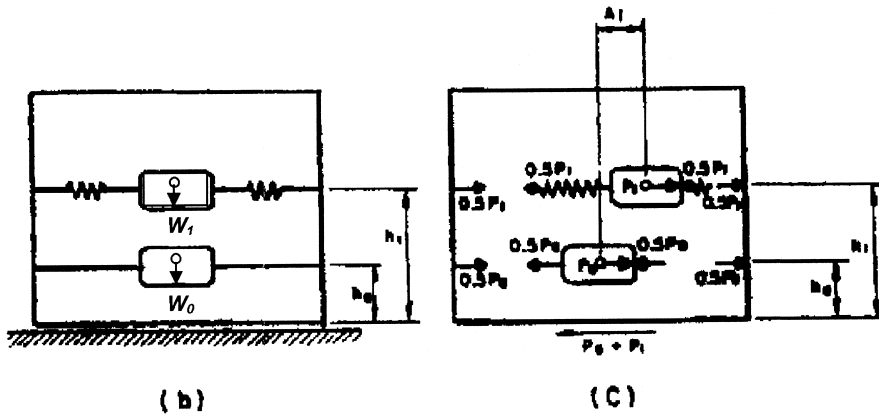 W₁
W₀
h₁
h₀
(b)
A₁
0.5P₁
0.5P₁
0.5P₁
0.5P₁
P₁
0.5P₀
0.5P₀
0.5P₀
0.5P₀
P₀
h₁
h₀
P₀ + P₁
(C)